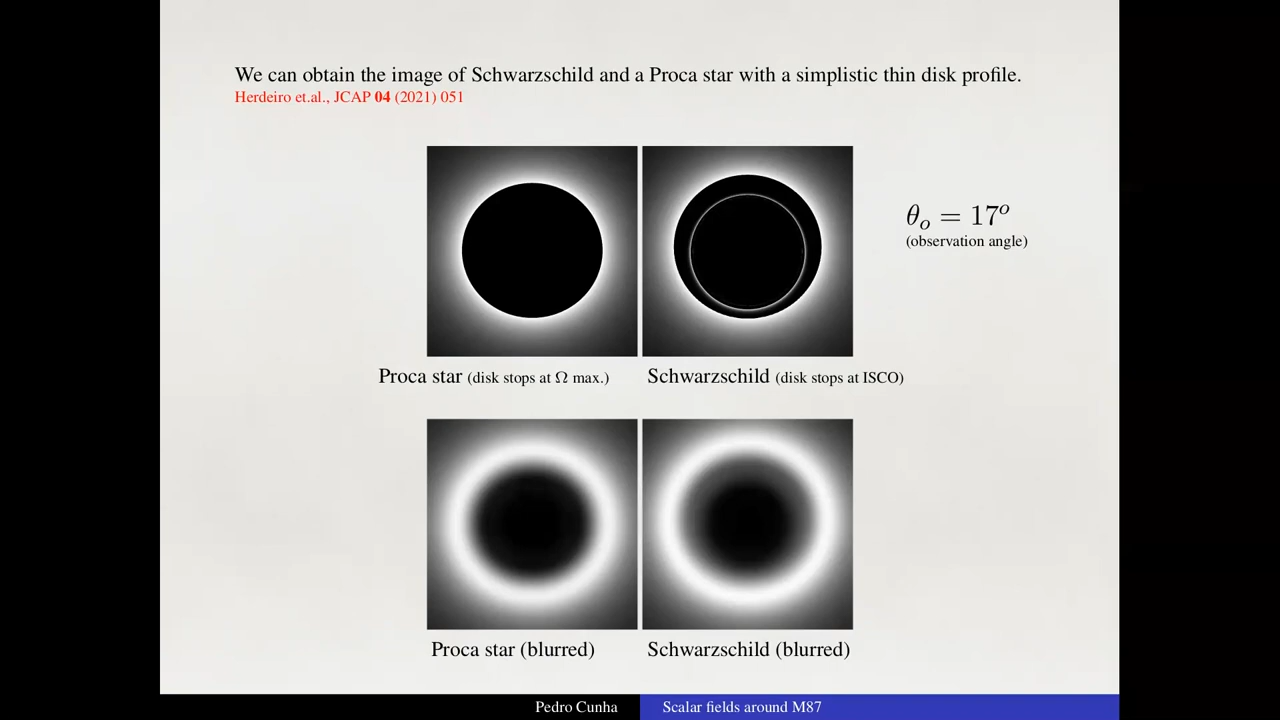 We can obtain the image of Schwarzschild and a Proca star with a simplistic thin disk profile.
Herdeiro et.al., JCAP 04 (2021) 051
θₒ = 17ᵒ
(observation angle)
Proca star (disk stops at Ω max.)
Schwarzschild (disk stops at ISCO)
Proca star (blurred)
Schwarzschild (blurred)
Pedro Cunha
Scalar fields around M87